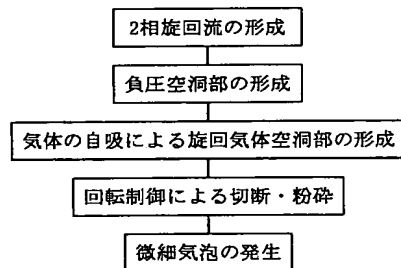 2相旋回流の形成
負圧空洞部の形成
気体の自吸による旋回気体空洞部の形成
回転制御による切断・粉砕
微細気泡の発生